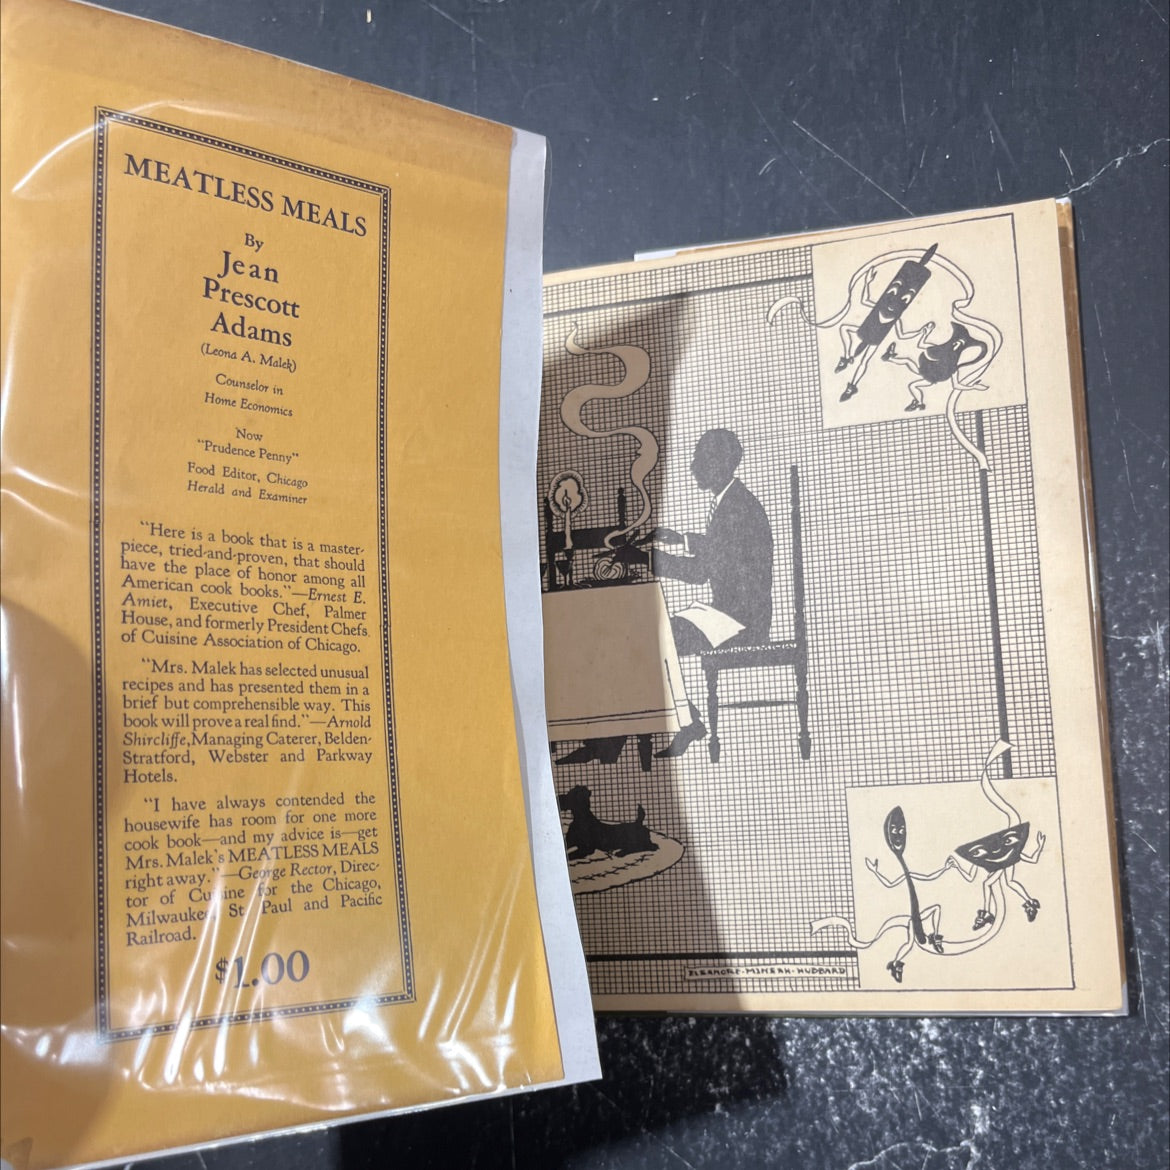 MEATLESS MEALS
By
Jean
Prescott
Adams
(Leona A. Malek)
Counselor in
Home Economics
Now
"Prudence Penny"
Food Editor, Chicago
Herald and Examiner
"Here is a book that is a master-
piece, tried-and-proven, that should
have the place of honor among all
American cook books."—Ernest E.
Amiet, Executive Chef, Palmer
House, and formerly President Chefs
of Cuisine Association of Chicago.
"Mrs. Malek has selected unusual
recipes and has presented them in a
brief but comprehensible way. This
book will prove a real find."—Arnold
Shircliffe, Managing Caterer, Belden-
Stratford, Webster and Parkway
Hotels.
"I have always contended the
housewife has room for one more
cook book—and my advice is—get
Mrs. Malek's MEATLESS MEALS
right away."—George Rector, Direc-
tor of Cuisine for the Chicago,
Milwaukee, St. Paul and Pacific
Railroad.
$1.00
ELEANORE·MINEAH·HUBBARD